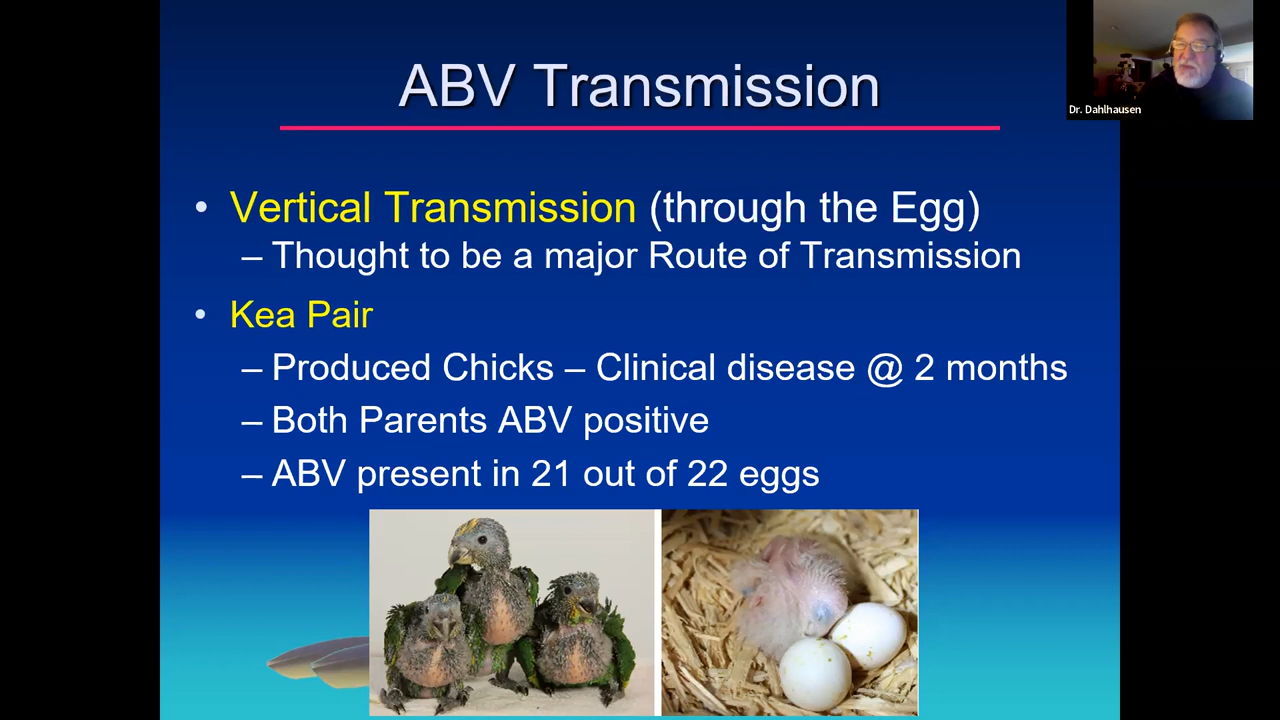 ABV Transmission
Dr. Dahlhausen
• Vertical Transmission (through the Egg)
– Thought to be a major Route of Transmission
• Kea Pair
– Produced Chicks – Clinical disease @ 2 months
– Both Parents ABV positive
– ABV present in 21 out of 22 eggs